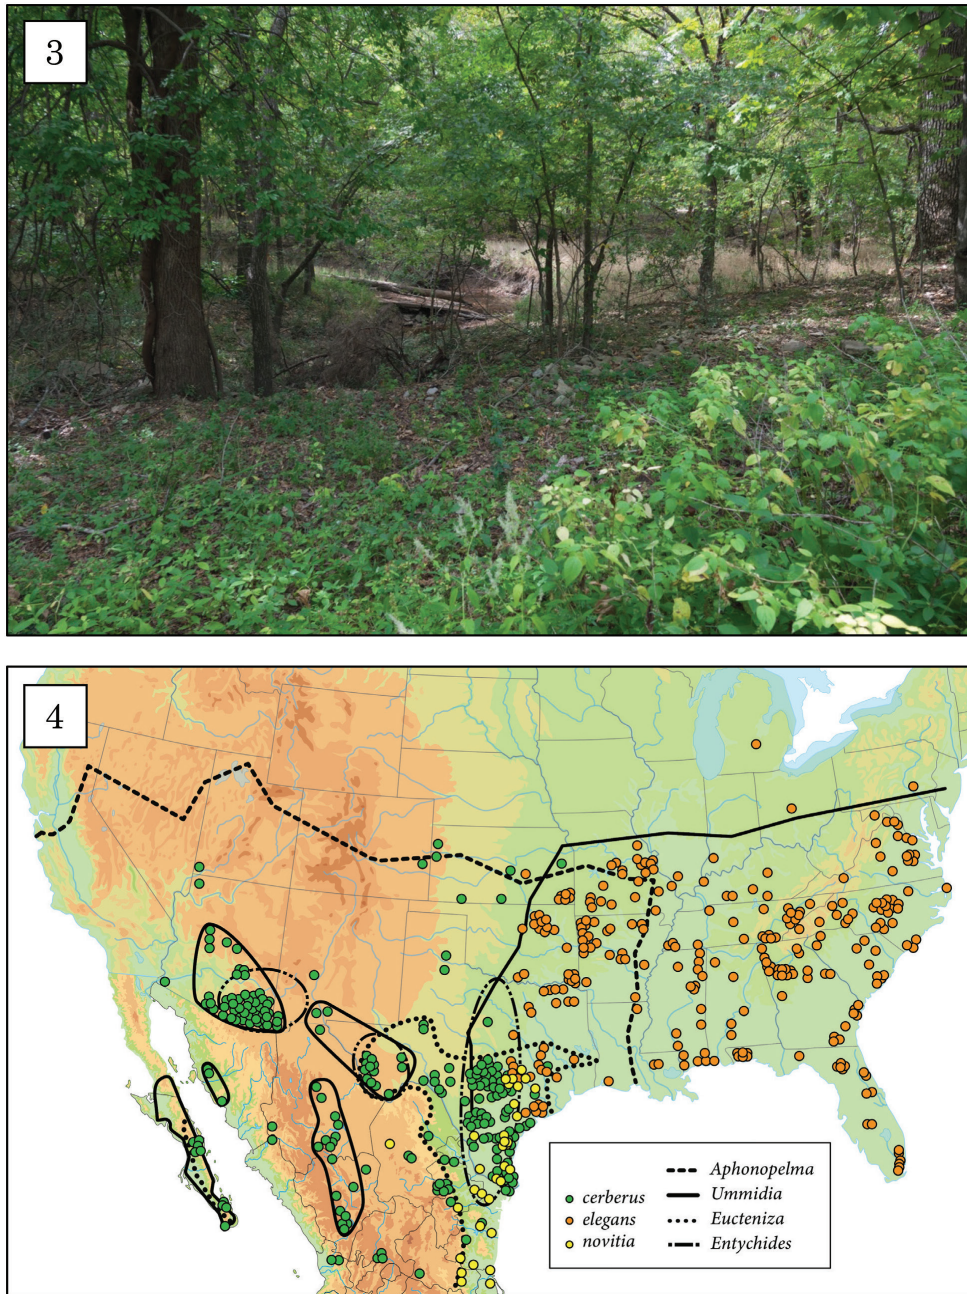 3
4
cerberus
elegans
novitia
Aphonopelma
Ummidia
Eucteniza
Entychides